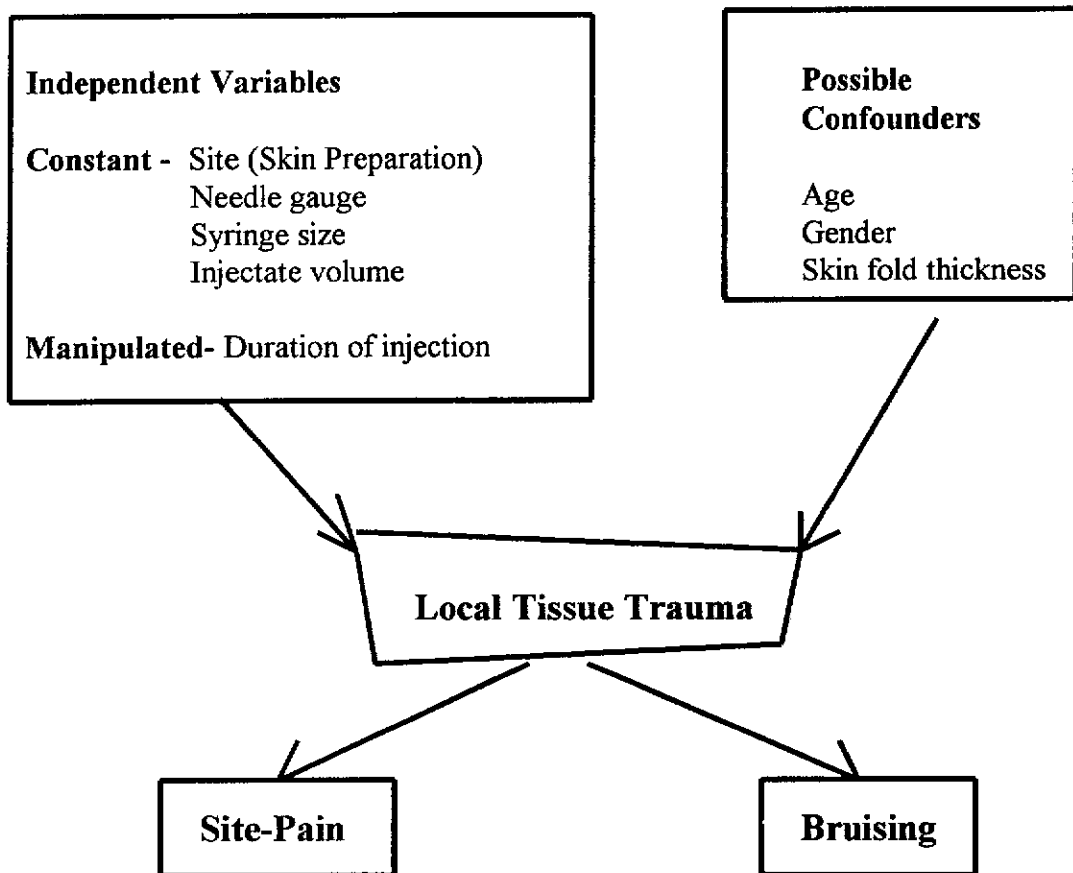 Independent Variables
Constant - Site (Skin Preparation)
Needle gauge
Syringe size
Injectate volume
Manipulated- Duration of injection
Possible
Confounders
Age
Gender
Skin fold thickness
Local Tissue Trauma
Site-Pain
Bruising